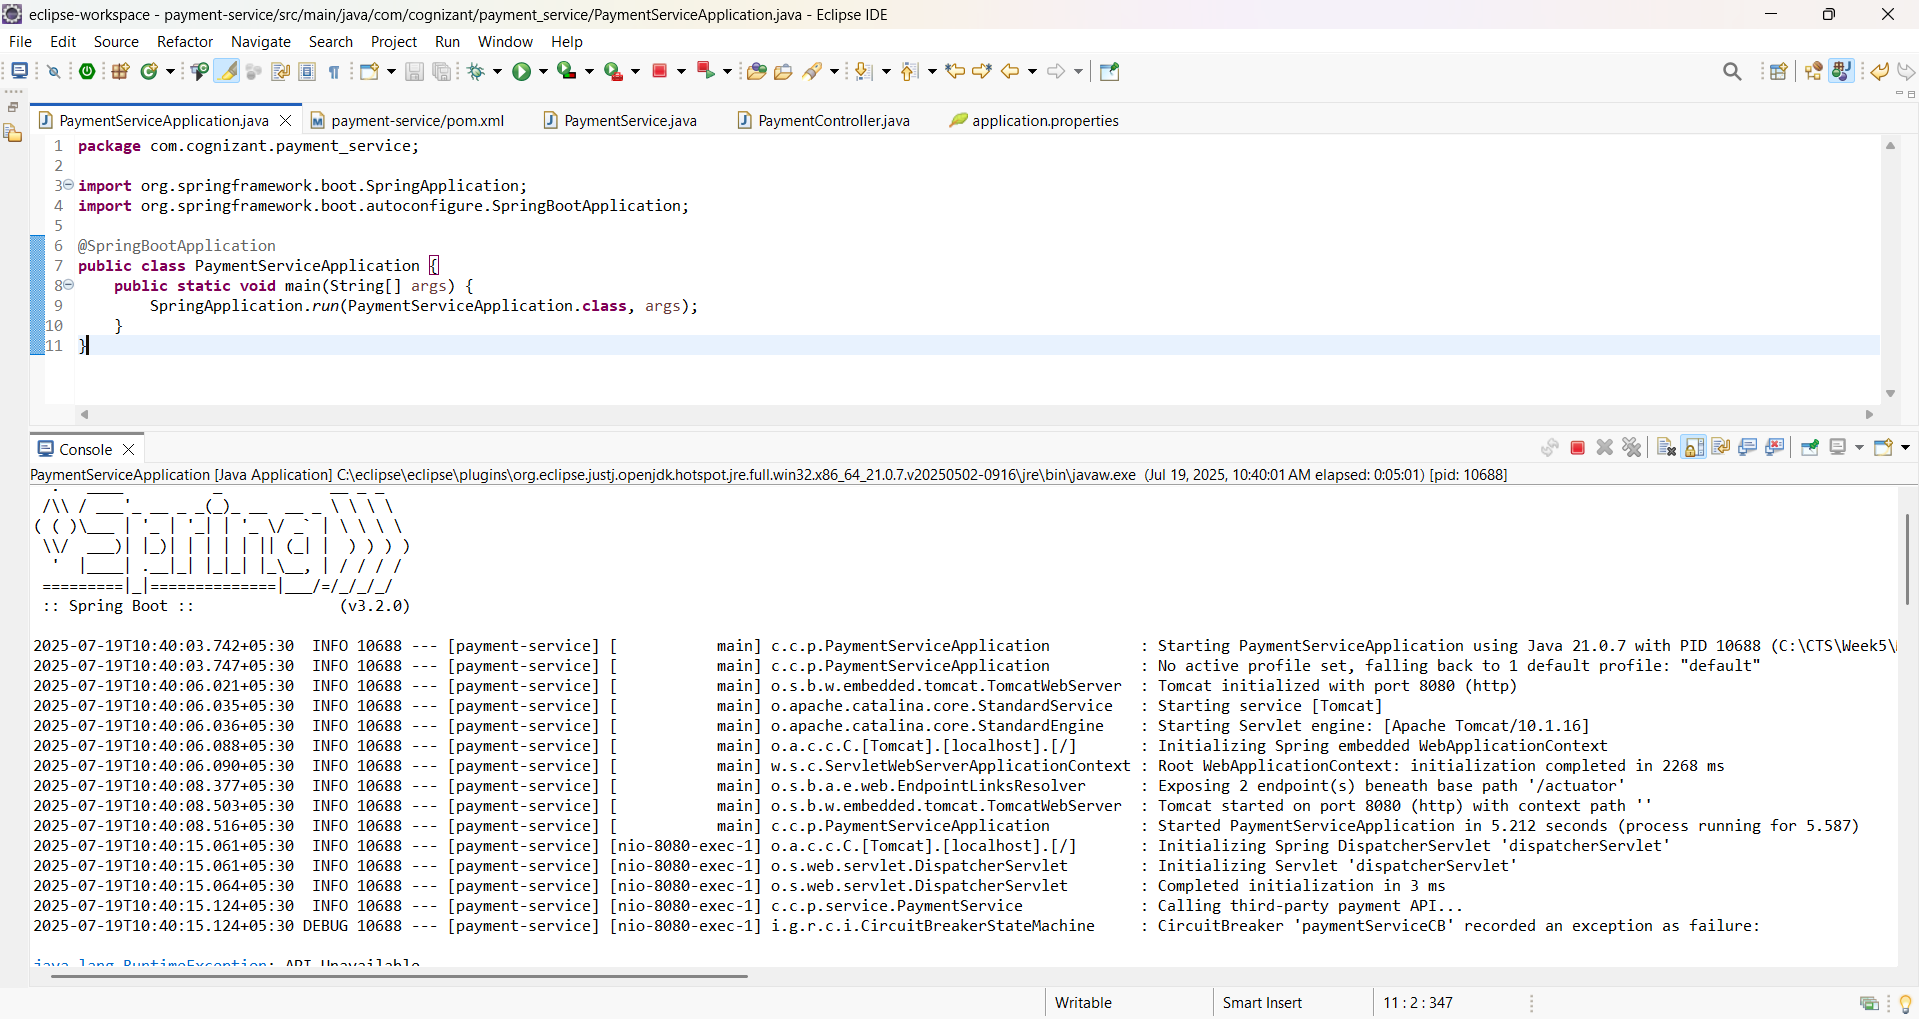 eclipse-workspace - payment-service/src/main/java/com/cognizant/payment_service/PaymentServiceApplication.java - Eclipse IDE
File Edit Source Refactor Navigate Search Project Run Window Help
PaymentServiceApplication.java payment-service/pom.xml PaymentService.java PaymentController.java application.properties
1 package com.cognizant.payment_service;
2
3 import org.springframework.boot.SpringApplication;
4 import org.springframework.boot.autoconfigure.SpringBootApplication;
5
6 @SpringBootApplication
7 public class PaymentServiceApplication {
8     public static void main(String[] args) {
9         SpringApplication.run(PaymentServiceApplication.class, args);
10     }
11 }
Console
PaymentServiceApplication [Java Application] C:\eclipse\eclipse\plugins\org.eclipse.justj.openjdk.hotspot.jre.full.win32.x86_64_21.0.7.v20250502-0916\jre\bin\javaw.exe (Jul 19, 2025, 10:40:01 AM elapsed: 0:05:01) [pid: 10688]
Spring
:: Spring Boot :: (v3.2.0)
2025-07-19T10:40:03.742+05:30  INFO 10688 --- [payment-service] [           main] c.c.p.PaymentServiceApplication          : Starting PaymentServiceApplication using Java 21.0.7 with PID 10688 (C:\CTS\Week5\
2025-07-19T10:40:03.747+05:30  INFO 10688 --- [payment-service] [           main] c.c.p.PaymentServiceApplication          : No active profile set, falling back to 1 default profile: "default"
2025-07-19T10:40:06.021+05:30  INFO 10688 --- [payment-service] [           main] o.s.b.w.embedded.tomcat.TomcatWebServer  : Tomcat initialized with port 8080 (http)
2025-07-19T10:40:06.035+05:30  INFO 10688 --- [payment-service] [           main] o.apache.catalina.core.StandardService   : Starting service [Tomcat]
2025-07-19T10:40:06.036+05:30  INFO 10688 --- [payment-service] [           main] o.apache.catalina.core.StandardEngine    : Starting Servlet engine: [Apache Tomcat/10.1.16]
2025-07-19T10:40:06.088+05:30  INFO 10688 --- [payment-service] [           main] o.a.c.c.C.[Tomcat].[localhost].[/]       : Initializing Spring embedded WebApplicationContext
2025-07-19T10:40:06.090+05:30  INFO 10688 --- [payment-service] [           main] w.s.c.ServletWebServerApplicationContext : Root WebApplicationContext: initialization completed in 2268 ms
2025-07-19T10:40:08.377+05:30  INFO 10688 --- [payment-service] [           main] o.s.b.a.e.web.EndpointLinksResolver      : Exposing 2 endpoint(s) beneath base path '/actuator'
2025-07-19T10:40:08.503+05:30  INFO 10688 --- [payment-service] [           main] o.s.b.w.embedded.tomcat.TomcatWebServer  : Tomcat started on port 8080 (http) with context path ''
2025-07-19T10:40:08.516+05:30  INFO 10688 --- [payment-service] [           main] c.c.p.PaymentServiceApplication          : Started PaymentServiceApplication in 5.212 seconds (process running for 5.587)
2025-07-19T10:40:15.061+05:30  INFO 10688 --- [payment-service] [nio-8080-exec-1] o.a.c.c.C.[Tomcat].[localhost].[/]       : Initializing Spring DispatcherServlet 'dispatcherServlet'
2025-07-19T10:40:15.061+05:30  INFO 10688 --- [payment-service] [nio-8080-exec-1] o.s.web.servlet.DispatcherServlet        : Initializing Servlet 'dispatcherServlet'
2025-07-19T10:40:15.064+05:30  INFO 10688 --- [payment-service] [nio-8080-exec-1] o.s.web.servlet.DispatcherServlet        : Completed initialization in 3 ms
2025-07-19T10:40:15.124+05:30  INFO 10688 --- [payment-service] [nio-8080-exec-1] c.c.p.service.PaymentService             : Calling third-party payment API...
2025-07-19T10:40:15.124+05:30 DEBUG 10688 --- [payment-service] [nio-8080-exec-1] i.g.r.c.i.CircuitBreakerStateMachine     : CircuitBreaker 'paymentServiceCB' recorded an exception as failure:
java.lang.RuntimeException: API Unavailable
Writable Smart Insert 11 : 2 : 347